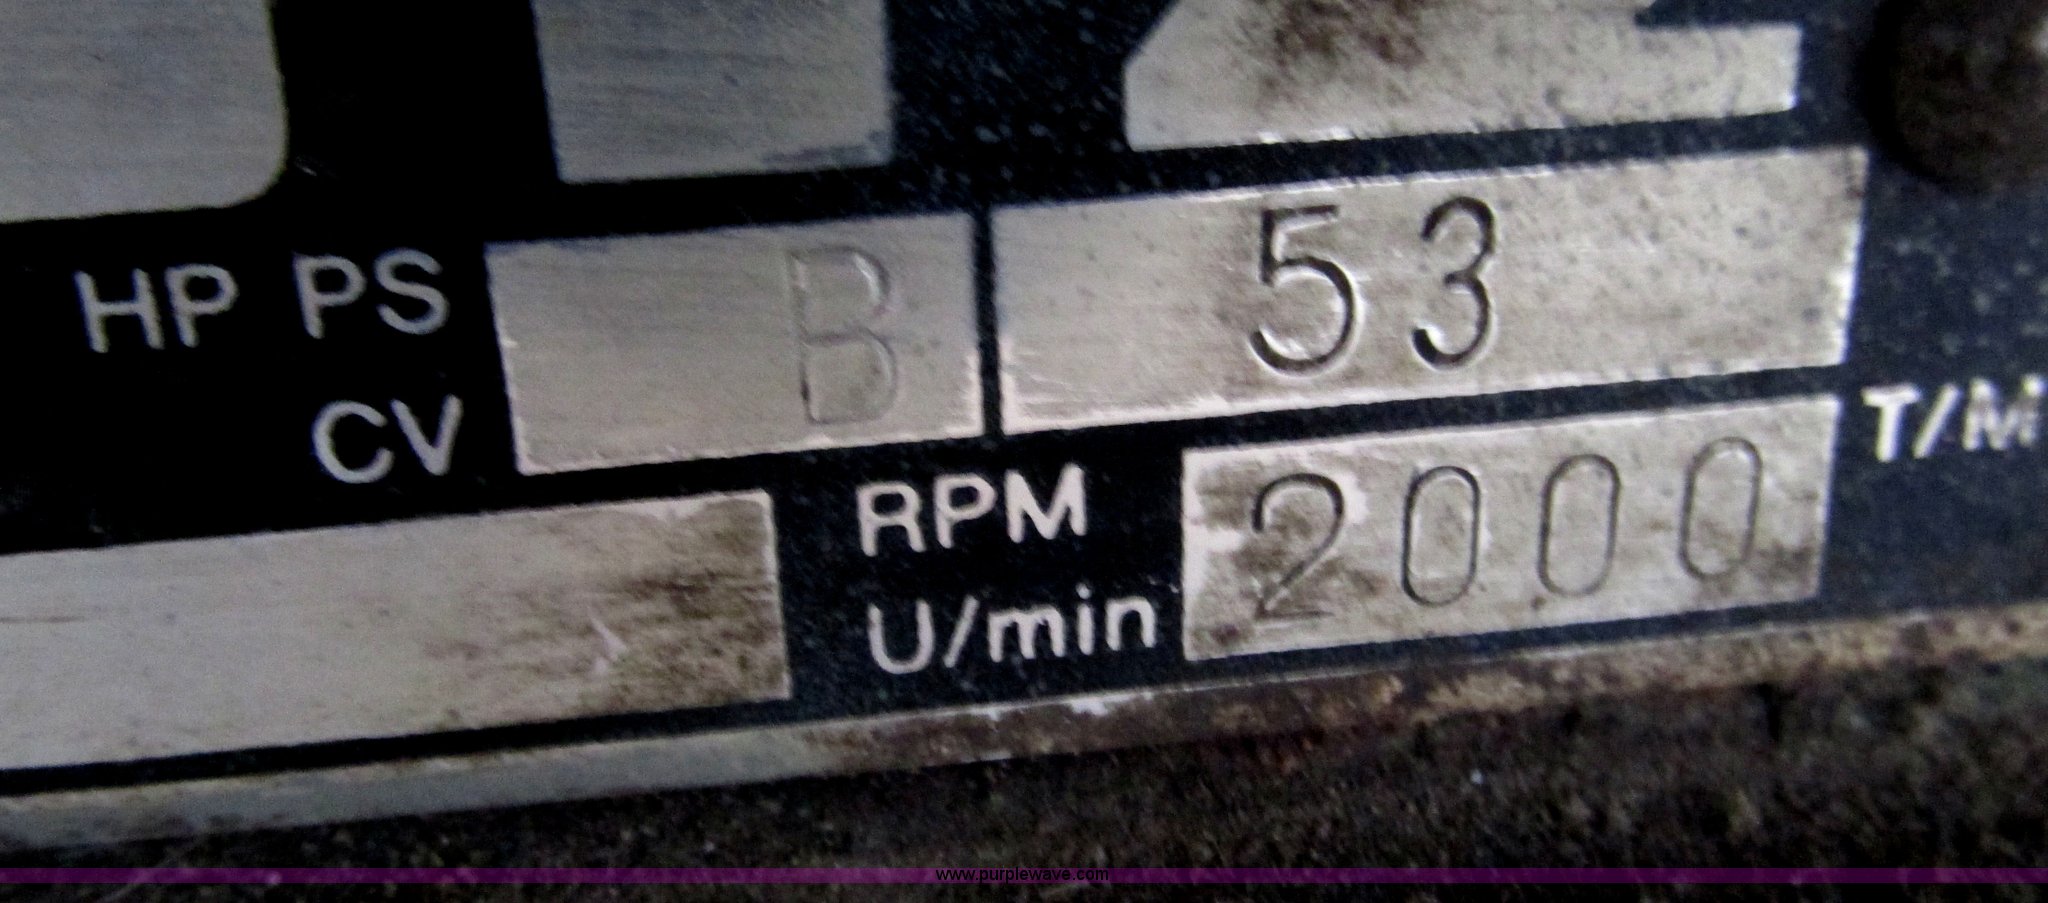 HP PS B 53
CV
RPM 2000 T/M
U/min
www.purplewave.com